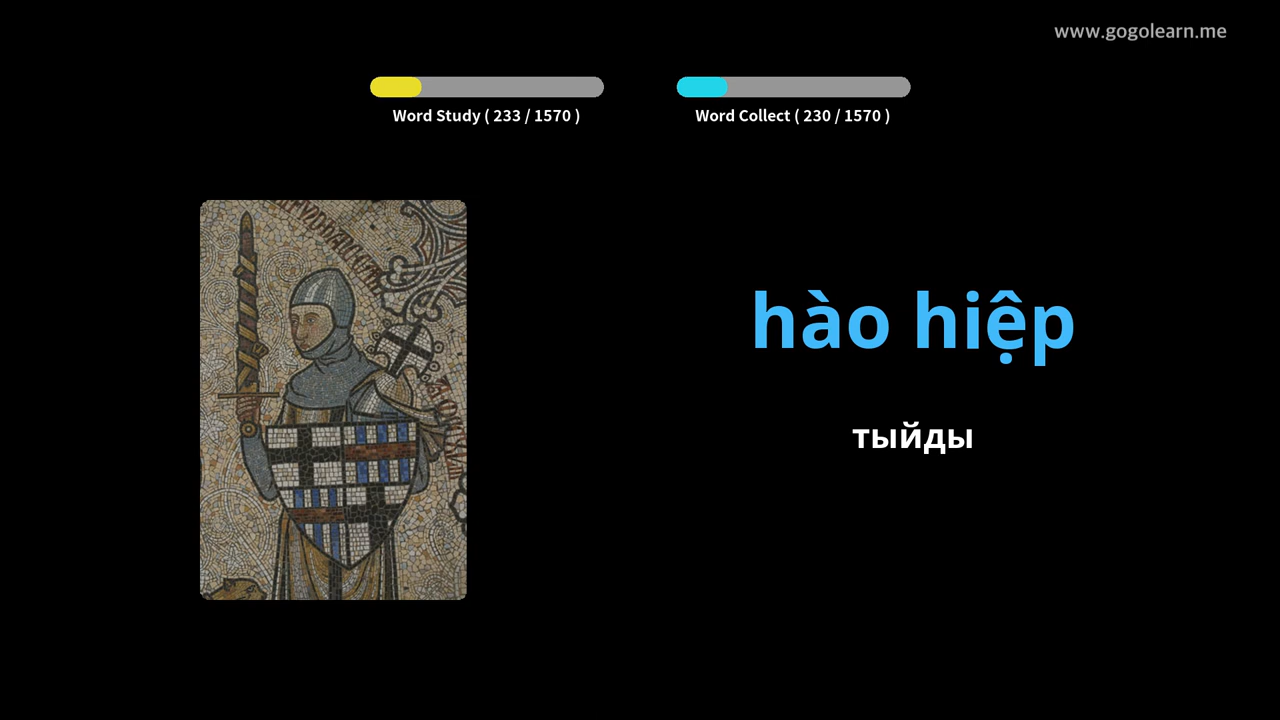 www.gogolearn.me
Word Study ( 233 / 1570 )
Word Collect ( 230 / 1570 )
hào hiệp
тыйды